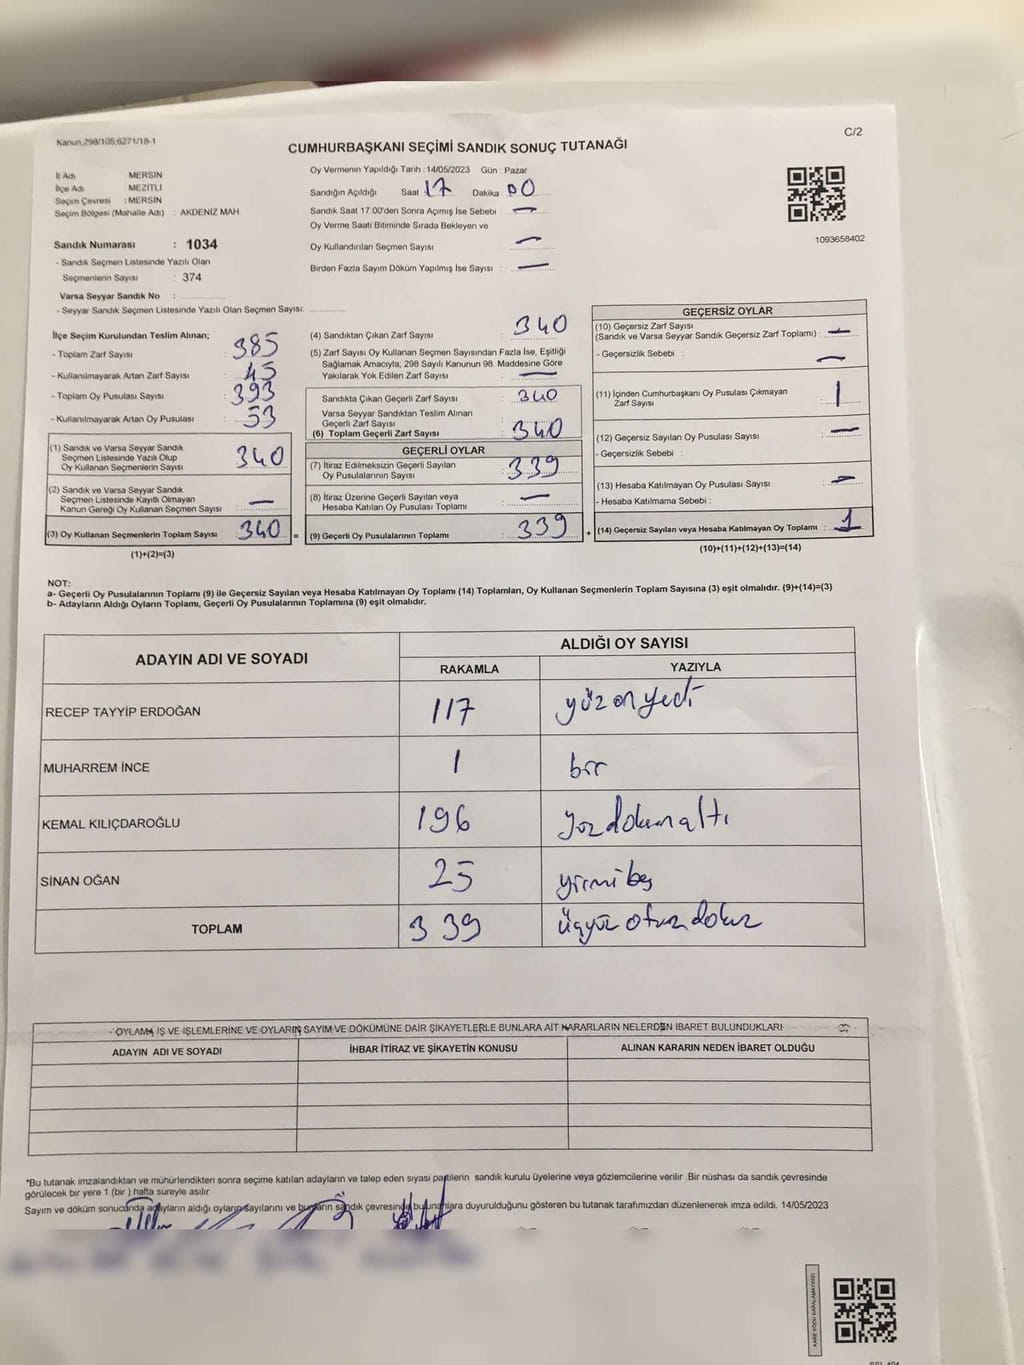 Kanun,298/105;6271/18-1
C/2
CUMHURBAŞKANI SEÇİMİ SANDIK SONUÇ TUTANAĞI
İl Adı MERSİN
İlçe Adı MEZİTLİ
Seçim Çevresi : MERSİN
Seçim Bölgesi (Mahalle Adı) : AKDENİZ MAH.
Sandık Numarası : 1034
- Sandık Seçmen Listesinde Yazılı Olan
Seçmenlerin Sayısı : 374
Varsa Seyyar Sandık No :
- Seyyar Sandık Seçmen Listesinde Yazılı Olan Seçmen Sayısı:
Oy Vermenin Yapıldığı Tarih : 14/05/2023 Gün : Pazar
Sandığın Açıldığı Saat 17 Dakika 00
Sandık Saat 17.00'den Sonra Açımış İse Sebebi —
Oy Verme Saati Bitiminde Sırada Bekleyen ve
Oy Kullandırılan Seçmen Sayısı —
Birden Fazla Sayım Döküm Yapılmış İse Sayısı —
1093658402
İlçe Seçim Kurulundan Teslim Alınan;
- Toplam Zarf Sayısı : 385
- Kullanılmayarak Artan Zarf Sayısı : 45
- Toplam Oy Pusulası Sayısı : 393
- Kullanılmayarak Artan Oy Pusulası : 53
(1) Sandık ve Varsa Seyyar Sandık
Seçmen Listesinde Yazılı Olup
Oy Kullanan Seçmenlerin Sayısı : 340
(2) Sandık ve Varsa Seyyar Sandık
Seçmen Listesinde Kayıtlı Olmayan
Kanun Gereği Oy Kullanan Seçmen Sayısı : —
(3) Oy Kullanan Seçmenlerin Toplam Sayısı : 340 =
(1)+(2)=(3)
(4) Sandıktan Çıkan Zarf Sayısı : 340
(5) Zarf Sayısı Oy Kullanan Seçmen Sayısından Fazla İse, Eşitliği
Sağlamak Amacıyla; 298 Sayılı Kanunun 98. Maddesine Göre
Yakılarak Yok Edilen Zarf Sayısı : —
Sandıkta Çıkan Geçerli Zarf Sayısı : 340
Varsa Seyyar Sandıktan Teslim Alınan
Geçerli Zarf Sayısı :
(6) Toplam Geçerli Zarf Sayısı : 340
GEÇERLİ OYLAR
(7) İtiraz Edilmeksizin Geçerli Sayılan
Oy Pusulalarının Sayısı : 339
(8) İtiraz Üzerine Geçerli Sayılan veya
Hesaba Katılan Oy Pusulası Toplamı : —
(9) Geçerli Oy Pusulalarının Toplamı : 339 +
GEÇERSİZ OYLAR
(10) Geçersiz Zarf Sayısı
(Sandık ve Varsa Seyyar Sandık Geçersiz Zarf Toplamı) : —
- Geçersizlik Sebebi : —
(11) İçinden Cumhurbaşkanı Oy Pusulası Çıkmayan
Zarf Sayısı : 1
(12) Geçersiz Sayılan Oy Pusulası Sayısı : —
- Geçersizlik Sebebi :
(13) Hesaba Katılmayan Oy Pusulası Sayısı : —
- Hesaba Katılmama Sebebi :
(14) Geçersiz Sayılan veya Hesaba Katılmayan Oy Toplamı : 1
(10)+(11)+(12)+(13)=(14)
NOT:
a- Geçerli Oy Pusulalarının Toplamı (9) ile Geçersiz Sayılan veya Hesaba Katılmayan Oy Toplamı (14) Toplamları, Oy Kullanan Seçmenlerin Toplam Sayısına (3) eşit olmalıdır. (9)+(14)=(3)
b- Adayların Aldığı Oyların Toplamı, Geçerli Oy Pusulalarının Toplamına (9) eşit olmalıdır.
ADAYIN ADI VE SOYADI ALDIĞI OY SAYISI
RAKAMLA YAZIYLA
RECEP TAYYİP ERDOĞAN 117 yüz on yedi
MUHARREM İNCE 1 bir
KEMAL KILIÇDAROĞLU 196 yüz doksan altı
SİNAN OĞAN 25 yirmi beş
TOPLAM 339 üçyüz otuz dokuz
OYLAMA İŞ VE İŞLEMLERİNE VE OYLARIN SAYIM VE DÖKÜMÜNE DAİR ŞİKAYETLERLE BUNLARA AİT KARARLARIN NELERDEN İBARET BULUNDUKLARI
ADAYIN ADI VE SOYADI İHBAR İTİRAZ VE ŞİKAYETİN KONUSU ALINAN KARARIN NEDEN İBARET OLDUĞU
*Bu tutanak imzalandıktan ve mühürlendikten sonra seçime katılan adayların ve talep eden siyasi partilerin sandık kurulu üyelerine veya gözlemcilerine verilir. Bir nüshası da sandık çevresinde
görülecek bir yere 1 (bir ) hafta süreyle asılır.
Sayım ve döküm sonucunda adayların aldığı oyların sayılarını ve bunların sandık çevresinde bulunanlara duyurulduğunu gösteren bu tutanak tarafımızdan düzenlenerek imza edildi. 14/05/2023
KARE KODU KARALAMAYINIZ!